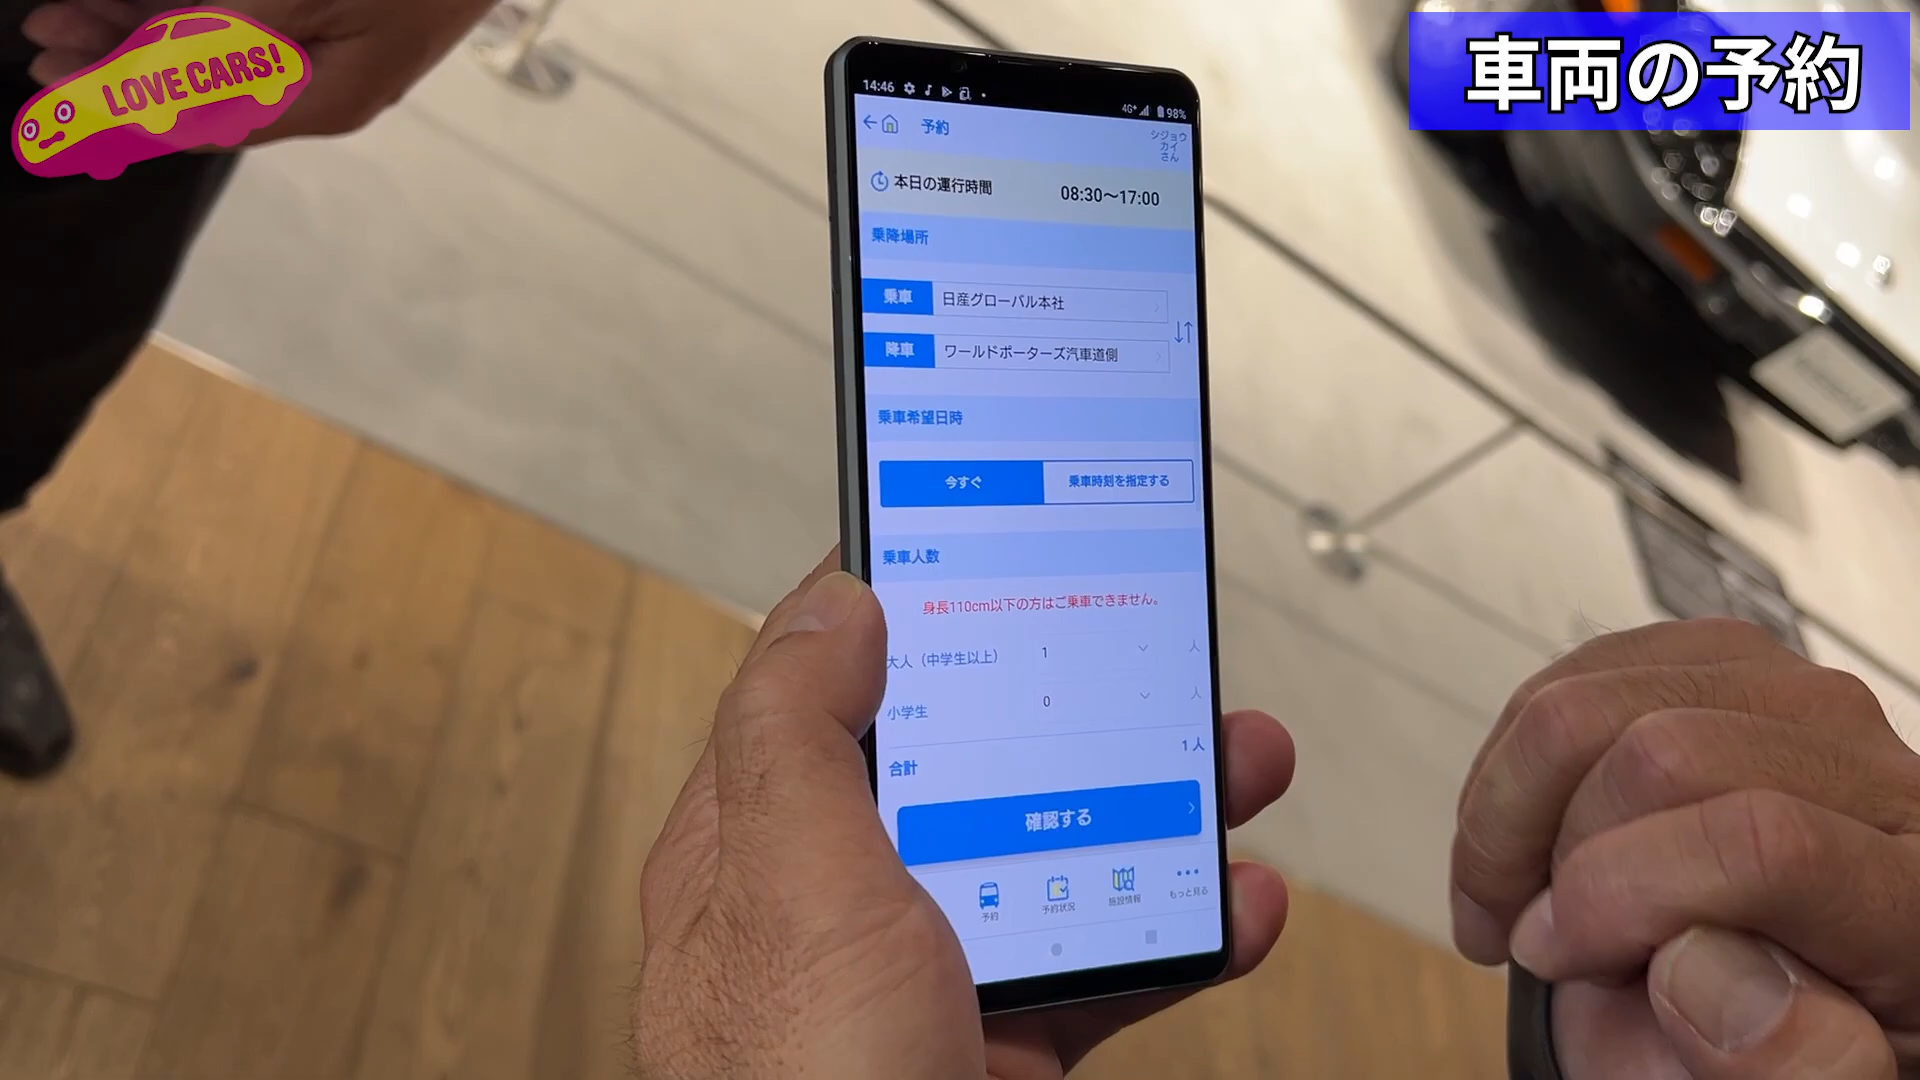 LOVE CARS!
車両の予約
14:46
4G+
98%
予約
シジョウ
カイ
さん
本日の運行時間
08:30〜17:00
乗降場所
乗車
日産グローバル本社
降車
ワールドポーターズ汽車道側
乗車希望日時
今すぐ
乗車時刻を指定する
乗車人数
身長110cm以下の方はご乗車できません。
大人（中学生以上）
1
人
小学生
0
人
合計
1人
確認する
予約
予約状況
施設情報
もっと見る